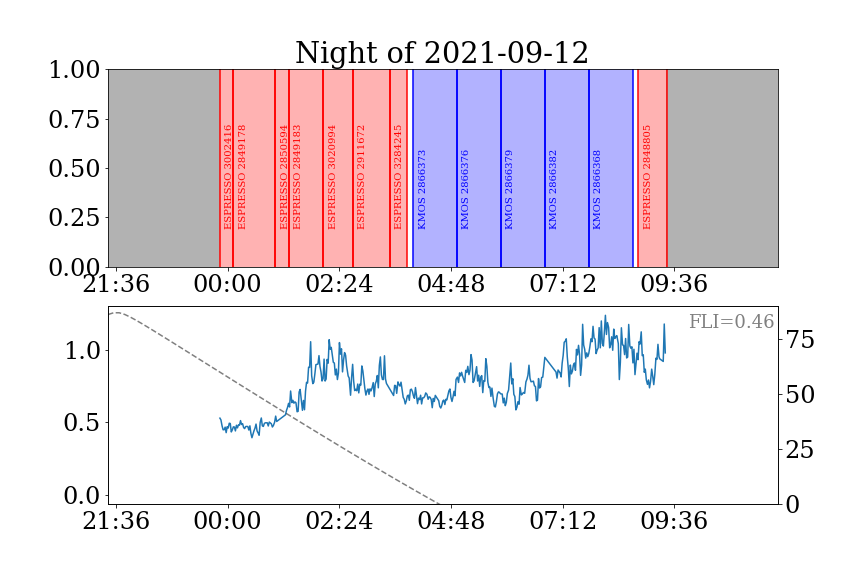 Night of 2021-09-12
1.00
0.75
0.50
0.25
0.00
ESPRESSO 3002416
ESPRESSO 2849178
ESPRESSO 2850594
ESPRESSO 2849183
ESPRESSO 3020994
ESPRESSO 2911672
ESPRESSO 3284245
KMOS 2866373
KMOS 2866376
KMOS 2866379
KMOS 2866382
KMOS 2866368
ESPRESSO 2848805
21:36 00:00 02:24 04:48 07:12 09:36
FLI=0.46
1.0
0.5
0.0
75
50
25
0
21:36 00:00 02:24 04:48 07:12 09:36